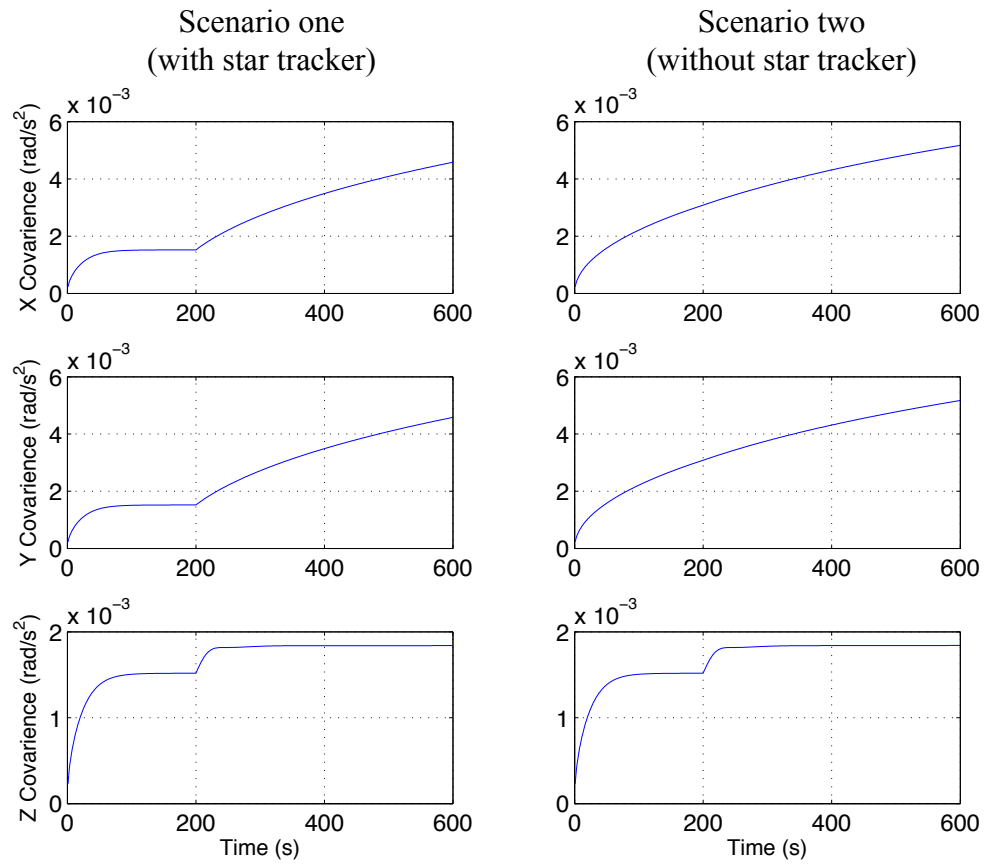 Scenario one
(with star tracker)
Scenario two
(without star tracker)
x 10⁻³
X Covarience (rad/s²)
6
4
2
0
0 200 400 600
x 10⁻³
6
4
2
0
0 200 400 600
x 10⁻³
Y Covarience (rad/s²)
6
4
2
0
0 200 400 600
x 10⁻³
6
4
2
0
0 200 400 600
x 10⁻³
Z Covarience (rad/s²)
2
1
0
0 200 400 600
Time (s)
x 10⁻³
2
1
0
0 200 400 600
Time (s)